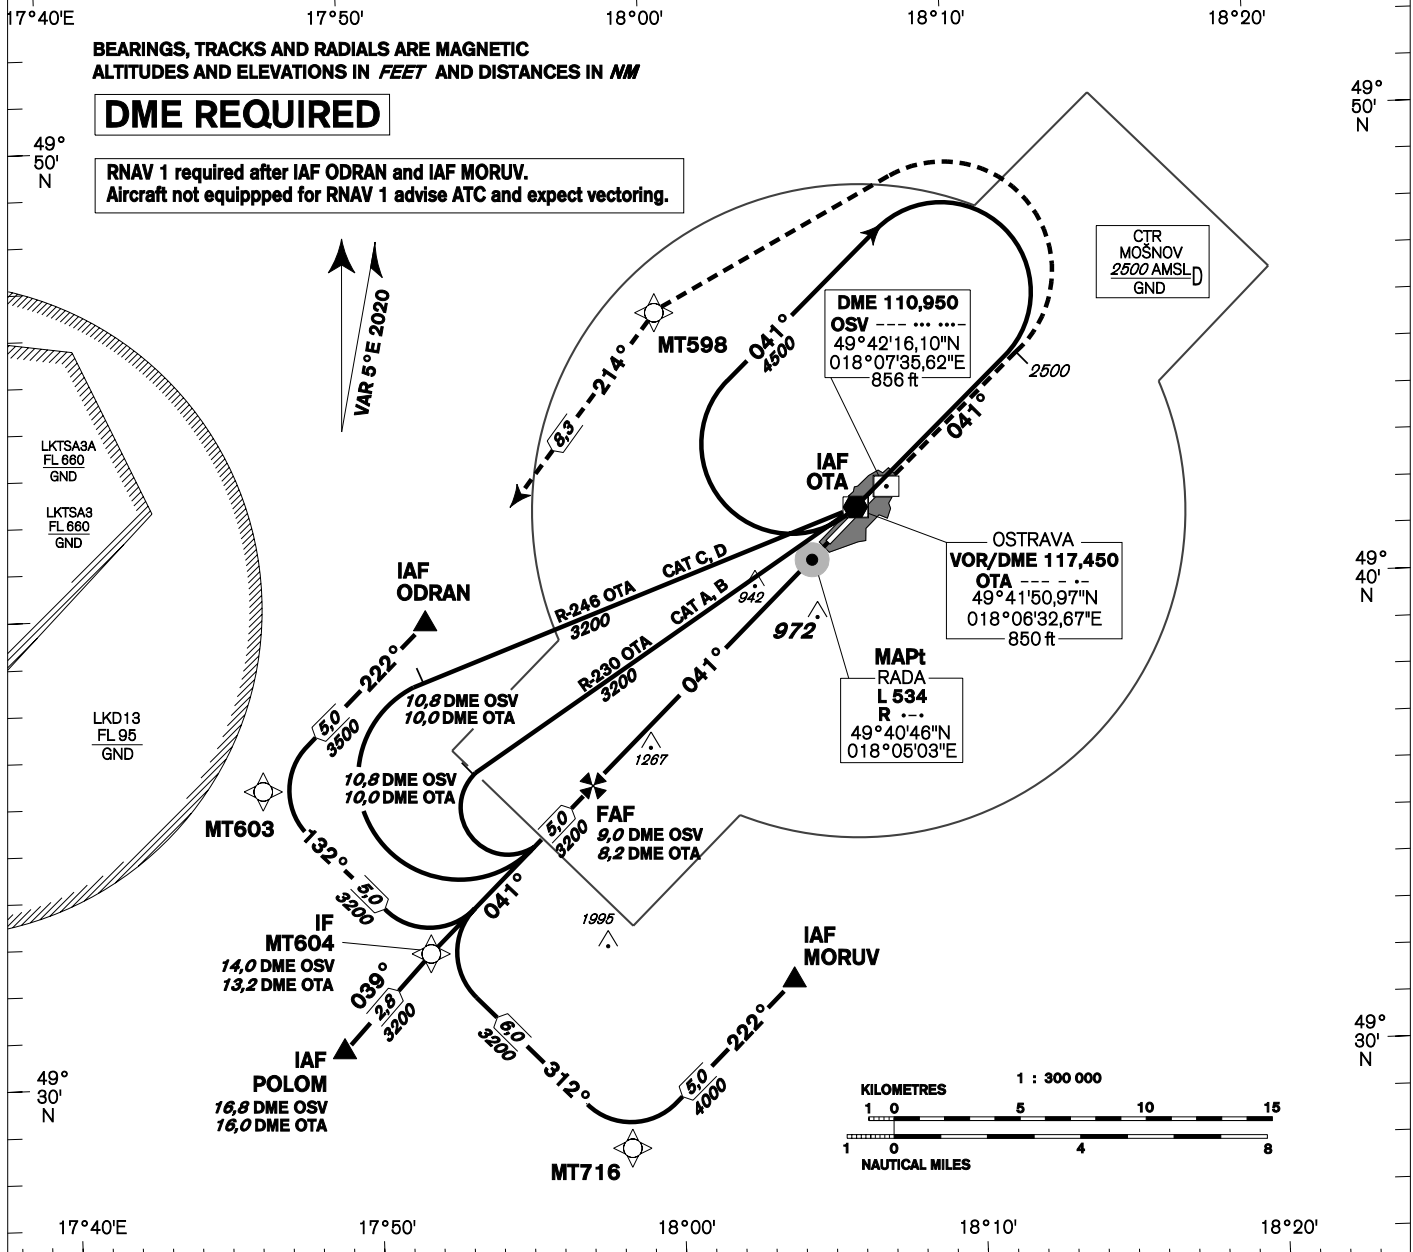 17°40'E
17°50'
18°00'
18°10'
18°20'
BEARINGS, TRACKS AND RADIALS ARE MAGNETIC
ALTITUDES AND ELEVATIONS IN FEET AND DISTANCES IN NM
DME REQUIRED
RNAV 1 required after IAF ODRAN and IAF MORUV.
Aircraft not equippped for RNAV 1 advise ATC and expect vectoring.
49°
50'
N
49°
50'
N
VAR 5°E 2020
CTR
MOŠNOV
2500 AMSL
GND
D
DME 110,950
OSV --- ··· ···-
49°42'16,10"N
018°07'35,62"E
856 ft
MT598
041°
4500
214°
8,3
2500
041°
LKTSA3A
FL 660
GND
LKTSA3
FL 660
GND
IAF
OTA
OSTRAVA
VOR/DME 117,450
OTA --- - ·-
49°41'50,97"N
018°06'32,67"E
850 ft
49°
40'
N
IAF
ODRAN
CAT C, D
R-246 OTA
3200
CAT A, B
R-230 OTA
3200
942
972
041°
MAPt
RADA
L 534
R ·-·
49°40'46"N
018°05'03"E
222°
5,0
3500
10,8 DME OSV
10,0 DME OTA
LKD13
FL 95
GND
1267
10,8 DME OSV
10,0 DME OTA
MT603
FAF
9,0 DME OSV
8,2 DME OTA
5,0
3200
132°
5,0
3200
041°
1995
IF
MT604
14,0 DME OSV
13,2 DME OTA
IAF
MORUV
039°
2,8
3200
6,0
3200
222°
5,0
4000
312°
IAF
POLOM
16,8 DME OSV
16,0 DME OTA
MT716
49°
30'
N
49°
30'
N
1 : 300 000
KILOMETRES
1 0 5 10 15
1 0 4 8
NAUTICAL MILES
17°40'E
17°50'
18°00'
18°10'
18°20'